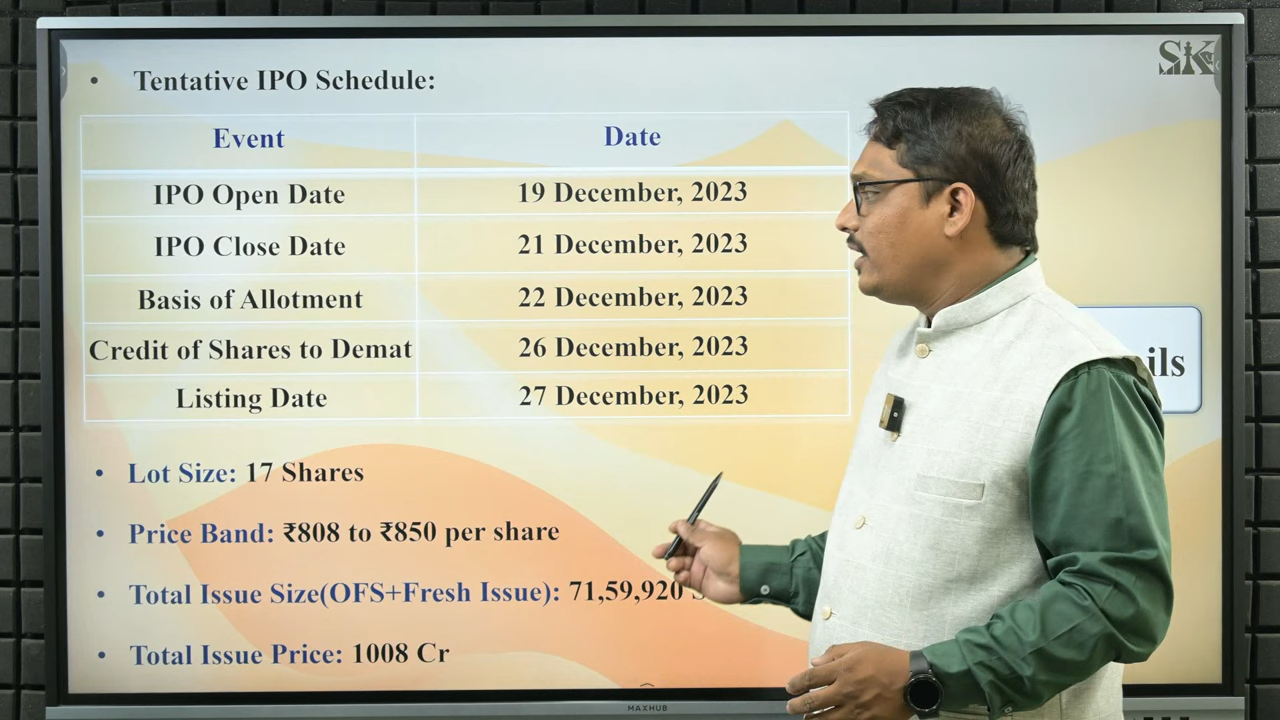 SK
• Tentative IPO Schedule:
Event Date
IPO Open Date 19 December, 2023
IPO Close Date 21 December, 2023
Basis of Allotment 22 December, 2023
Credit of Shares to Demat 26 December, 2023
Listing Date 27 December, 2023
ils
• Lot Size: 17 Shares
• Price Band: ₹808 to ₹850 per share
• Total Issue Size(OFS+Fresh Issue): 71,59,920
• Total Issue Price: 1008 Cr
MAXHUB